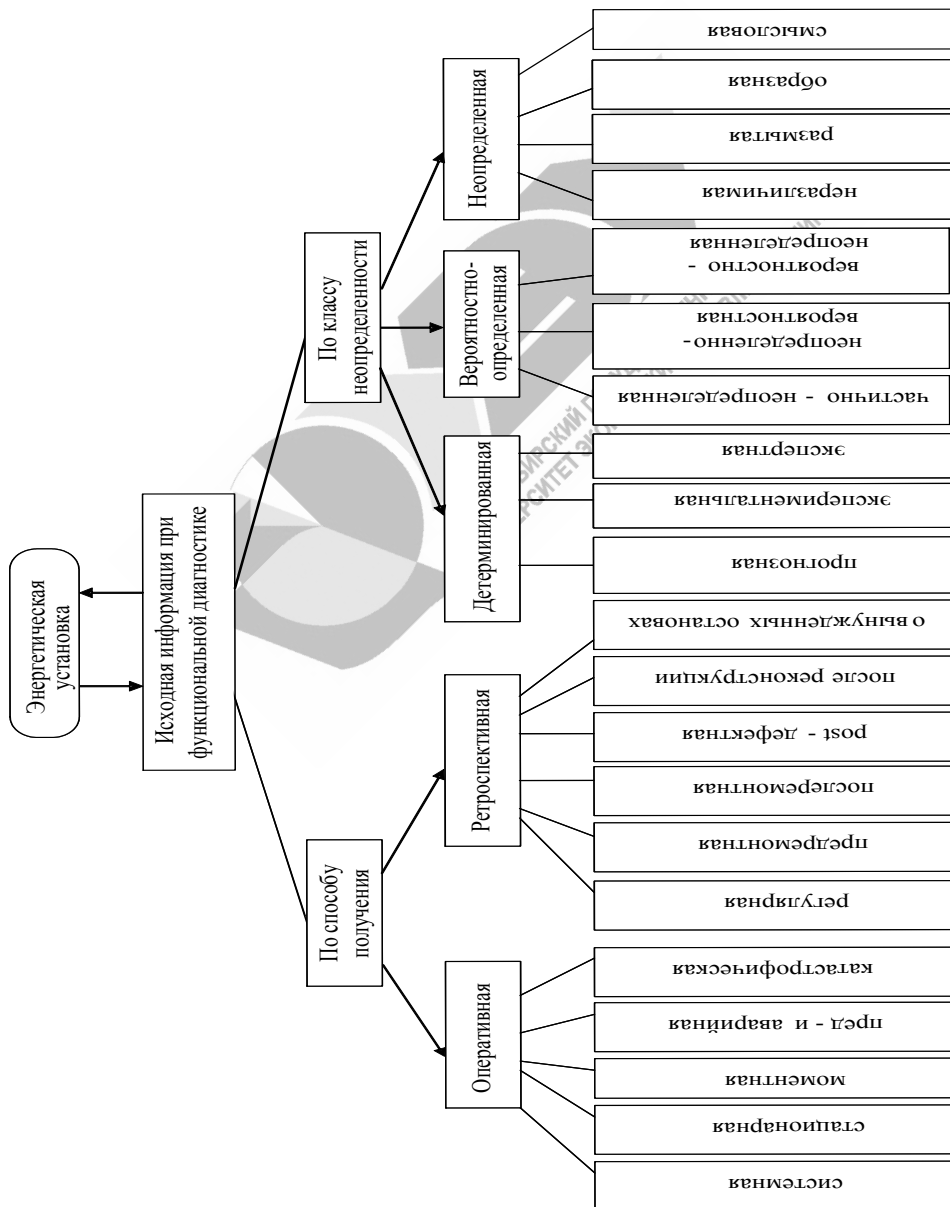 Энергетическая
установка
Исходная информация при
функциональной диагностике
По способу
получения
По классу
неопределенности
Оперативная
Ретроспективная
Детерминированная
Вероятностно-
определенная
Неопределенная
системная
стационарная
моментная
пред - и аварийная
катастрофическая
регулярная
предремонтная
послеремонтная
post - дефектная
после реконструкции
о вынужденных остановах
прогнозная
экспериментальная
экспертная
частично - неопределенная
неопределенно-
вероятностная
вероятностно -
неопределенная
неразличимая
размытая
образная
смысловая